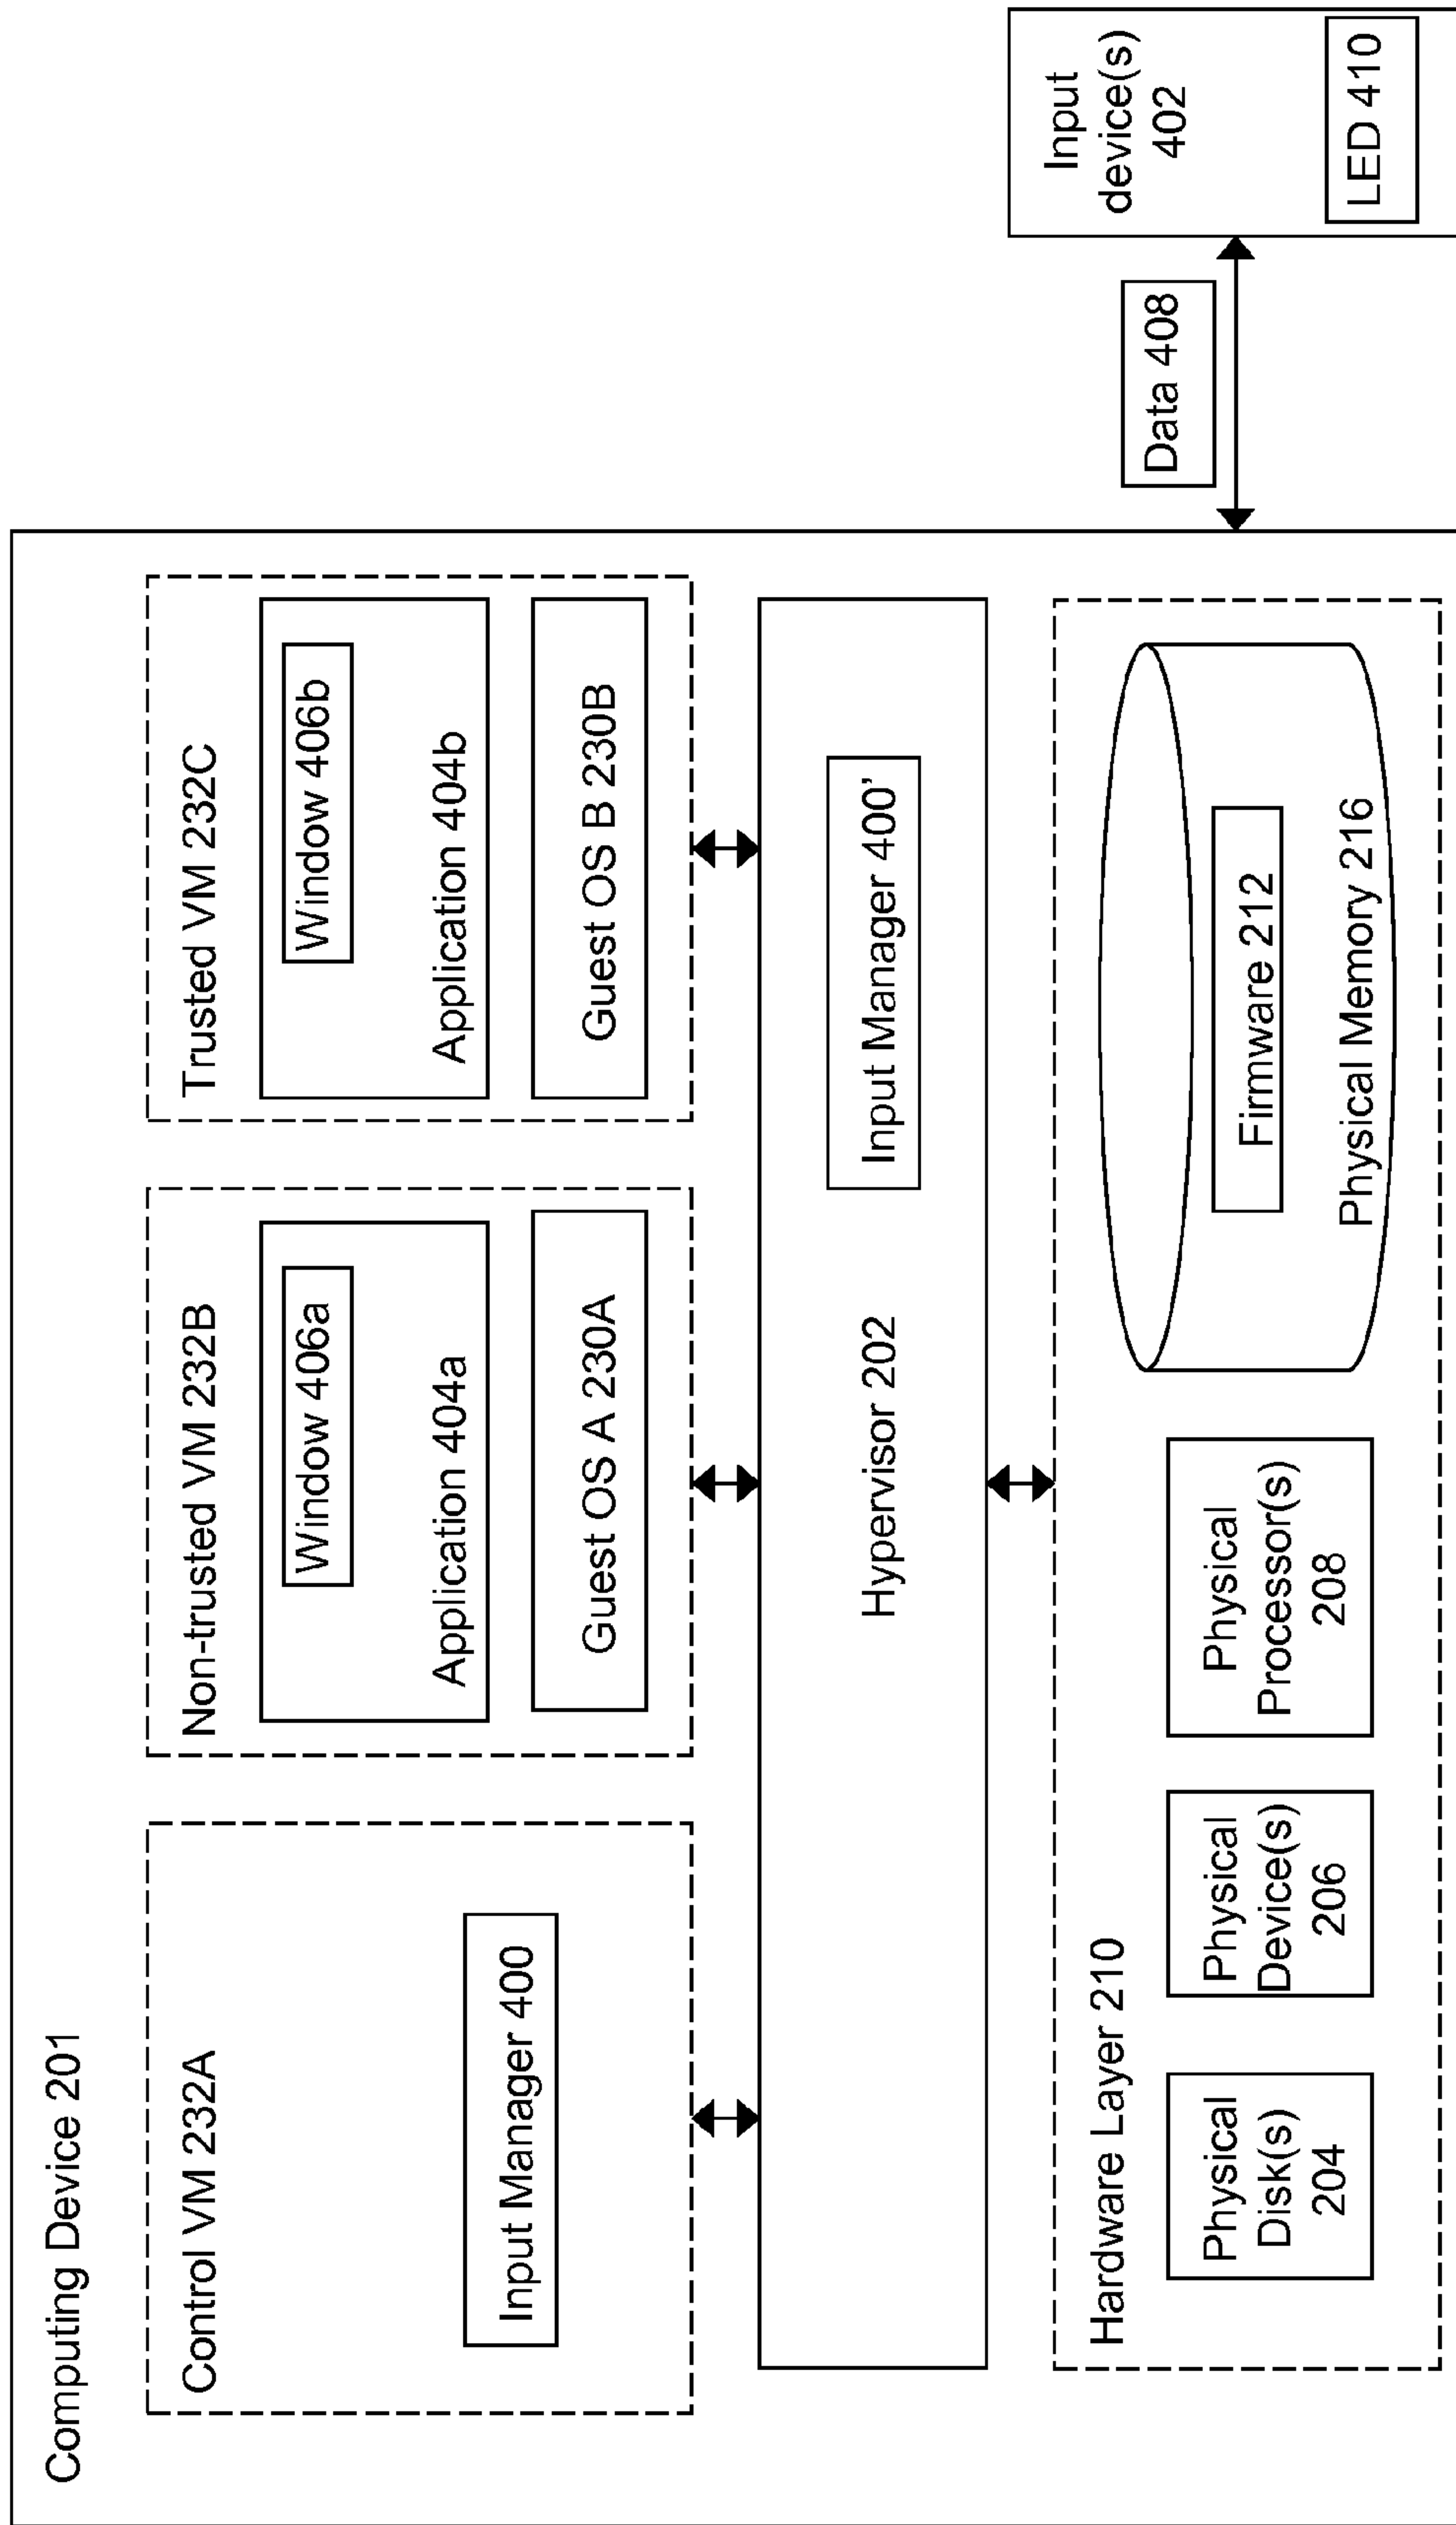 Computing Device 201
Control VM 232A
Input Manager 400
Non-trusted VM 232B
Window 406a
Application 404a
Guest OS A 230A
Trusted VM 232C
Window 406b
Application 404b
Guest OS B 230B
Hypervisor 202
Input Manager 400’
Hardware Layer 210
Physical
Disk(s)
204
Physical
Device(s)
206
Physical
Processor(s)
208
Firmware 212
Physical Memory 216
Data 408
Input
device(s)
402
LED 410